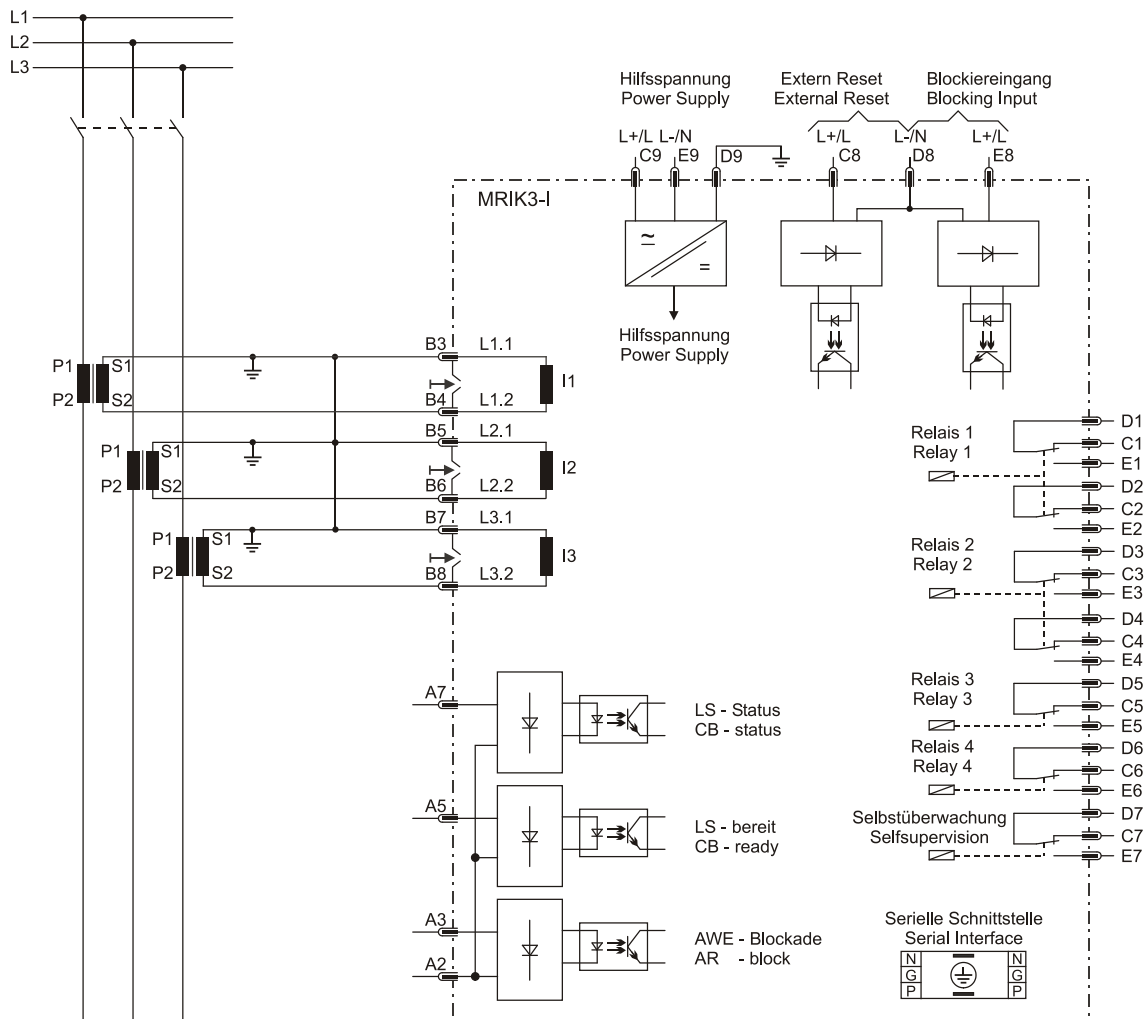 L1
L2
L3
Hilfsspannung
Power Supply
Extern Reset
External Reset
Blockiereingang
Blocking Input
L+/L L-/N
C9 E9 D9
L+/L L-/N L+/L
C8 D8 E8
MRIK3-I
≃
=
Hilfsspannung
Power Supply
P1 S1
P2 S2
B3 L1.1
I1
B4 L1.2
P1 S1
P2 S2
B5 L2.1
I2
B6 L2.2
P1 S1
P2 S2
B7 L3.1
I3
B8 L3.2
Relais 1
Relay 1
D1
C1
E1
D2
C2
E2
Relais 2
Relay 2
D3
C3
E3
D4
C4
E4
Relais 3
Relay 3
D5
C5
E5
Relais 4
Relay 4
D6
C6
E6
Selbstüberwachung
Selfsupervision
D7
C7
E7
A7
LS - Status
CB - status
A5
LS - bereit
CB - ready
A3
A2
AWE - Blockade
AR - block
Serielle Schnittstelle
Serial Interface
N N
G G
P P